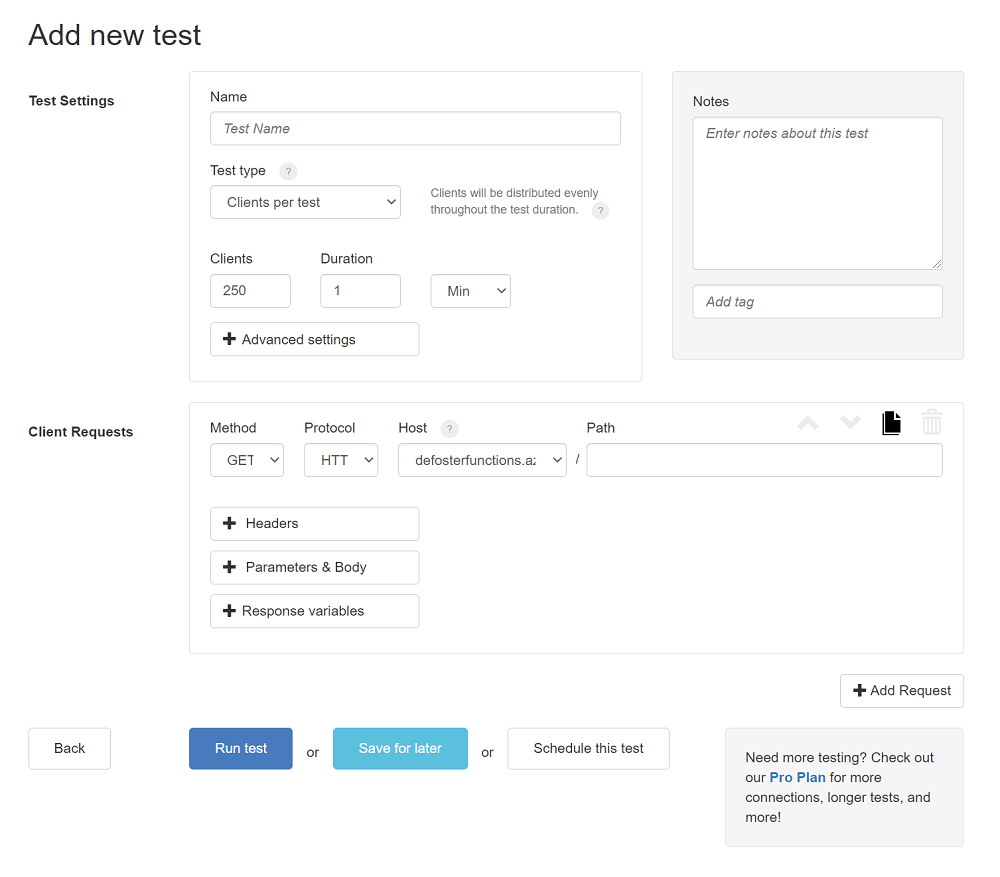 Add new test
Test Settings
Name
Test Name
Test type ?
Clients per test
Clients will be distributed evenly
throughout the test duration. ?
Clients
Duration
250
1
Min
Advanced settings
Notes
Enter notes about this test
Add tag
Client Requests
Method
Protocol
Host ?
Path
GET
HTT
defosterfunctions.az
/
Headers
Parameters & Body
Response variables
Add Request
Back
Run test
or
Save for later
or
Schedule this test
Need more testing? Check out
our Pro Plan for more
connections, longer tests, and
more!